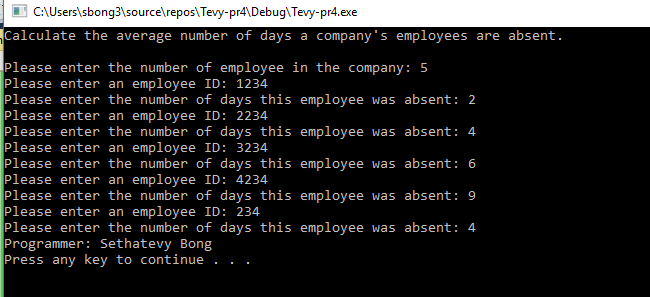 C:\Users\sbong3\source\repos\Tevy-pr4\Debug\Tevy-pr4.exe
Calculate the average number of days a company's employees are absent.
Please enter the number of employee in the company: 5
Please enter an employee ID: 1234
Please enter the number of days this employee was absent: 2
Please enter an employee ID: 2234
Please enter the number of days this employee was absent: 4
Please enter an employee ID: 3234
Please enter the number of days this employee was absent: 6
Please enter an employee ID: 4234
Please enter the number of days this employee was absent: 9
Please enter an employee ID: 234
Please enter the number of days this employee was absent: 4
Programmer: Sethatevy Bong
Press any key to continue . . .